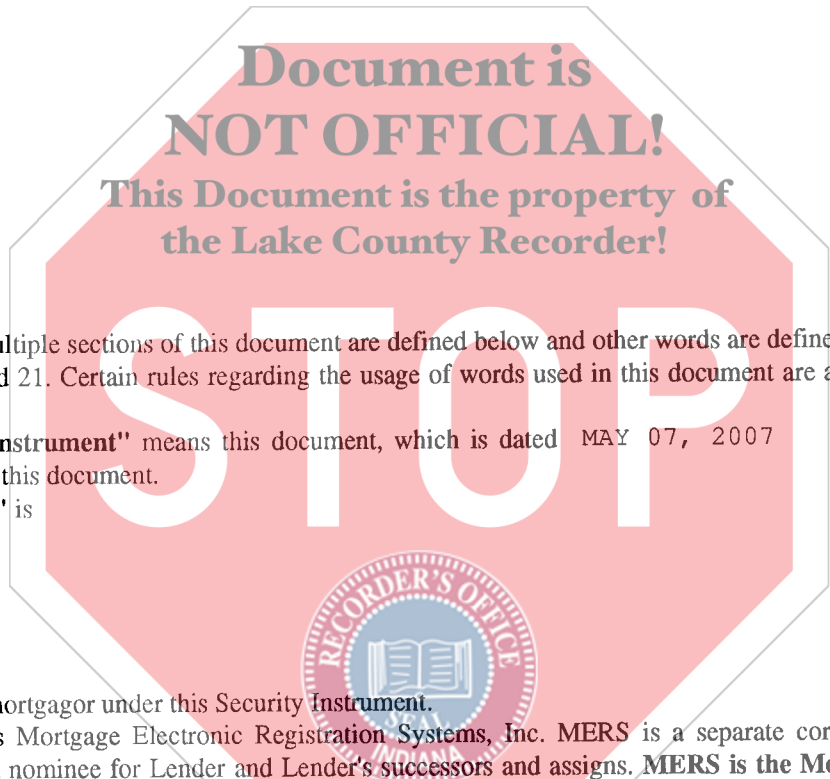 Document is
NOT OFFICIAL!
This Document is the property of
the Lake County Recorder!
STOP
ultiple sections of this document are defined below and other words are define
d 21. Certain rules regarding the usage of words used in this document are a
nstrument" means this document, which is dated MAY 07, 2007
this document.
" is
RECORDER'S OFFICE
SEAL
INDIANA
nortgagor under this Security Instrument.
s Mortgage Electronic Registration Systems, Inc. MERS is a separate cor
nominee for Lender and Lender's successors and assigns. MERS is the Mo